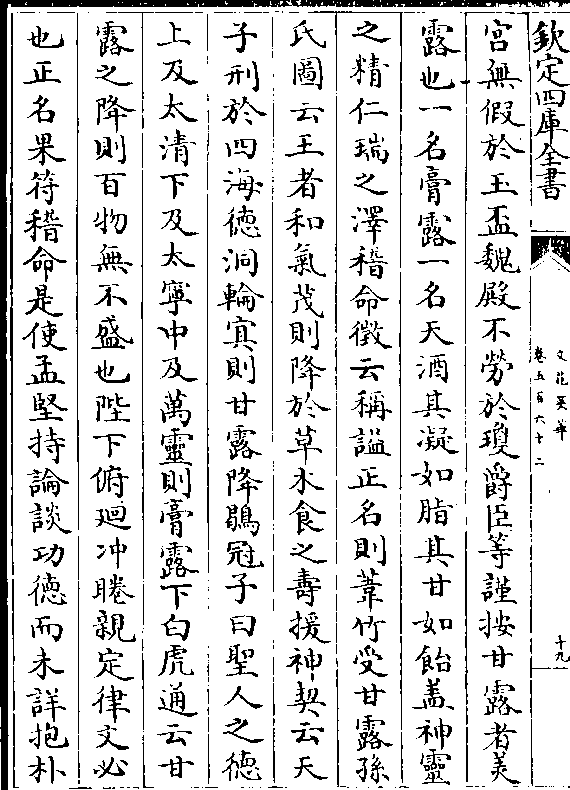 欽定四庫全書
文苑英華
卷五百六十二
十九
宫無假於玉盃魏殿不勞於瓊爵臣等謹按甘露者美
露也一名膏露一名天酒其凝如脂其甘如飴盖神靈
之精仁瑞之澤稽命徵云稱謚正名則葦竹受甘露孫
氏圖云王者和氣茂則降於草木食之壽援神契云天
子刑於四海徳洞輪㝠則甘露降鶡冠子曰聖人之徳
上及太清下及太寧中及萬靈則膏露下白虎通云甘
露之降則百物無不盛也陛下俯廻冲睠親定律文必
也正名果符稽命是使孟堅持論談功徳而未詳抱朴